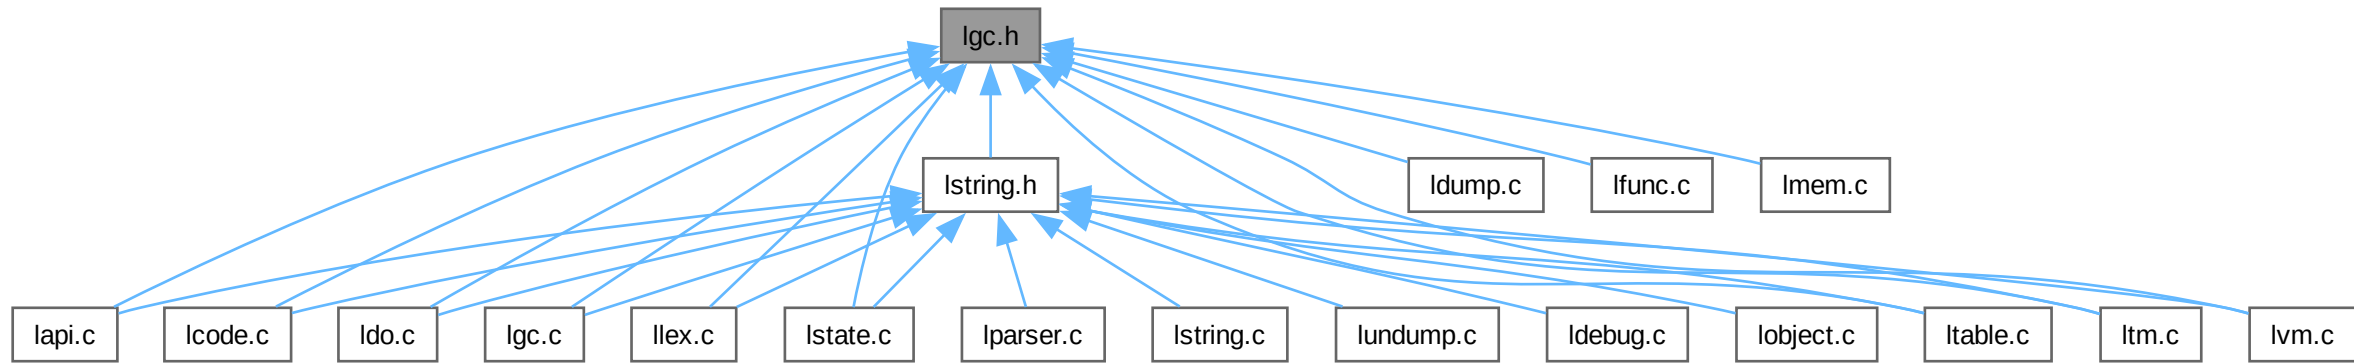 lgc.h
lstring.h
ldump.c
lfunc.c
lmem.c
lapi.c
lcode.c
ldo.c
lgc.c
llex.c
lstate.c
lparser.c
lstring.c
lundump.c
ldebug.c
lobject.c
ltable.c
ltm.c
lvm.c